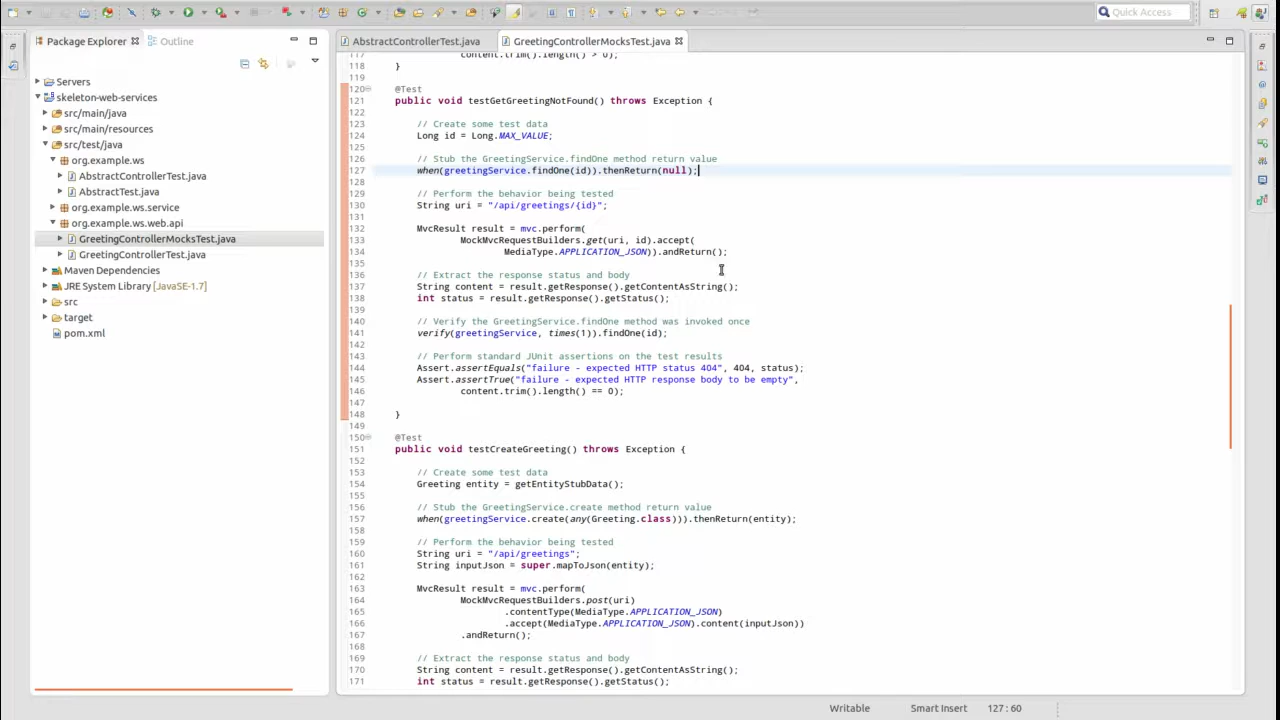 Quick Access
Package Explorer
Outline
Servers
skeleton-web-services
src/main/java
src/main/resources
src/test/java
org.example.ws
AbstractControllerTest.java
AbstractTest.java
org.example.ws.service
org.example.ws.web.api
GreetingControllerMocksTest.java
GreetingControllerTest.java
Maven Dependencies
JRE System Library [JavaSE-1.7]
src
target
pom.xml
AbstractControllerTest.java
GreetingControllerMocksTest.java
117 content.trim().length() > 0);
118 }
119
120 @Test
121 public void testGetGreetingNotFound() throws Exception {
122
123 // Create some test data
124 Long id = Long.MAX_VALUE;
125
126 // Stub the GreetingService.findOne method return value
127 when(greetingService.findOne(id)).thenReturn(null);
128
129 // Perform the behavior being tested
130 String uri = "/api/greetings/{id}";
131
132 MvcResult result = mvc.perform(
133 MockMvcRequestBuilders.get(uri, id).accept(
134 MediaType.APPLICATION_JSON)).andReturn();
135
136 // Extract the response status and body
137 String content = result.getResponse().getContentAsString();
138 int status = result.getResponse().getStatus();
139
140 // Verify the GreetingService.findOne method was invoked once
141 verify(greetingService, times(1)).findOne(id);
142
143 // Perform standard JUnit assertions on the test results
144 Assert.assertEquals("failure - expected HTTP status 404", 404, status);
145 Assert.assertTrue("failure - expected HTTP response body to be empty",
146 content.trim().length() == 0);
147
148 }
149
150 @Test
151 public void testCreateGreeting() throws Exception {
152
153 // Create some test data
154 Greeting entity = getEntityStubData();
155
156 // Stub the GreetingService.create method return value
157 when(greetingService.create(any(Greeting.class))).thenReturn(entity);
158
159 // Perform the behavior being tested
160 String uri = "/api/greetings";
161 String inputJson = super.mapToJson(entity);
162
163 MvcResult result = mvc.perform(
164 MockMvcRequestBuilders.post(uri)
165 .contentType(MediaType.APPLICATION_JSON)
166 .accept(MediaType.APPLICATION_JSON).content(inputJson))
167 .andReturn();
168
169 // Extract the response status and body
170 String content = result.getResponse().getContentAsString();
171 int status = result.getResponse().getStatus();
Writable
Smart Insert
127 : 60